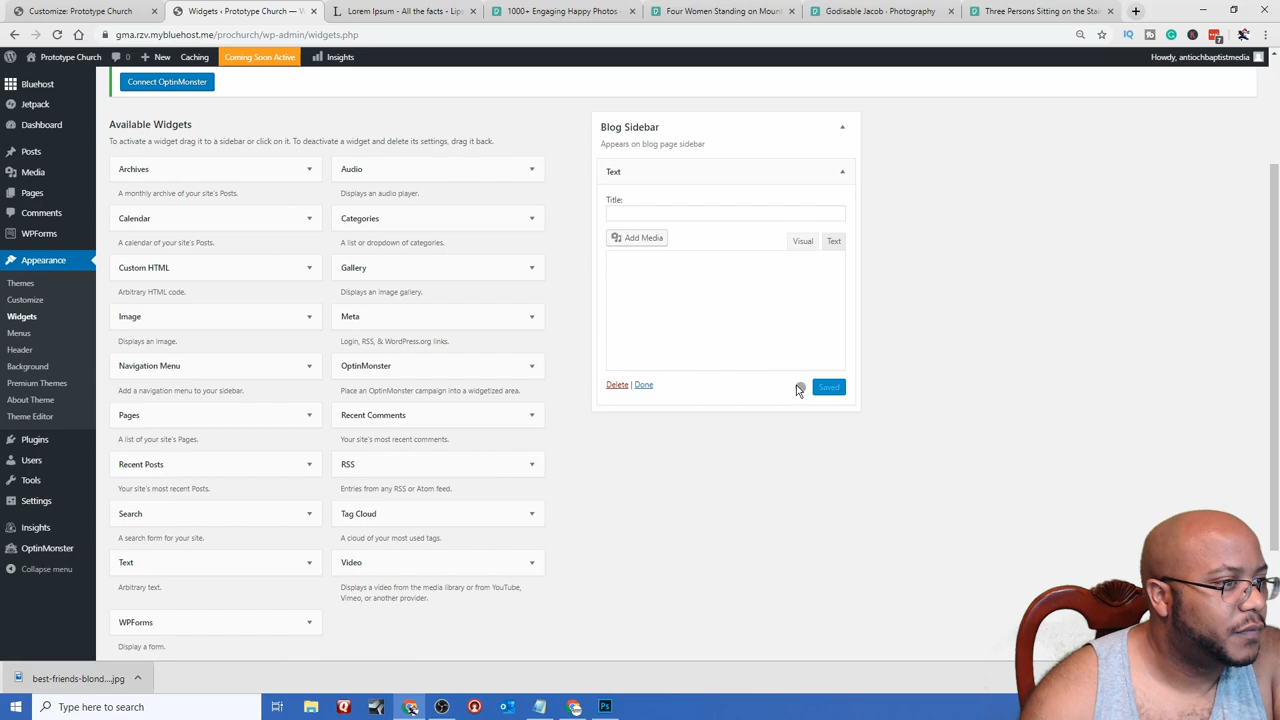 Customize: Prototype Church: ×
Prototype Church — V ×
Lorem Ipsum - All the facts - Lips ×
1000+ Engaging Happy Photos · ×
Four Women Standing on Mount ×
Godisable Jacob · Photography ×
Three Persons Sitting on the Stair ×
gma.rzv.mybluehost.me/prochurch/wp-admin/widgets.php
Prototype Church 0 + New Caching Coming Soon Active Insights Howdy, antiochbaptistmedia
Connect OptinMonster
Bluehost
Jetpack
Dashboard
Posts
Media
Pages
Comments
WPForms
Appearance
Themes
Customize
Widgets
Menus
Header
Background
Premium Themes
About Theme
Theme Editor
Plugins
Users
Tools
Settings
Insights
OptinMonster
Collapse menu
Available Widgets
To activate a widget drag it to a sidebar or click on it. To deactivate a widget and delete its settings, drag it back.
Archives
A monthly archive of your site's Posts.
Audio
Displays an audio player.
Calendar
A calendar of your site's Posts.
Categories
A list or dropdown of categories.
Custom HTML
Arbitrary HTML code.
Gallery
Displays an image gallery.
Image
Displays an image.
Meta
Login, RSS, & WordPress.org links.
Navigation Menu
Add a navigation menu to your sidebar.
OptinMonster
Place an OptinMonster campaign into a widgetized area.
Pages
A list of your site's Pages.
Recent Comments
Your site's most recent comments.
Recent Posts
Your site's most recent Posts.
RSS
Entries from any RSS or Atom feed.
Search
A search form for your site.
Tag Cloud
A cloud of your most used tags.
Text
Arbitrary text.
Video
Displays a video from the media library or from YouTube,
Vimeo, or another provider.
WPForms
Display a form.
Blog Sidebar
Appears on blog page sidebar
Text
Title:
Add Media
Visual
Text
Delete | Done
Saved
best-friends-blond....jpg
Type here to search